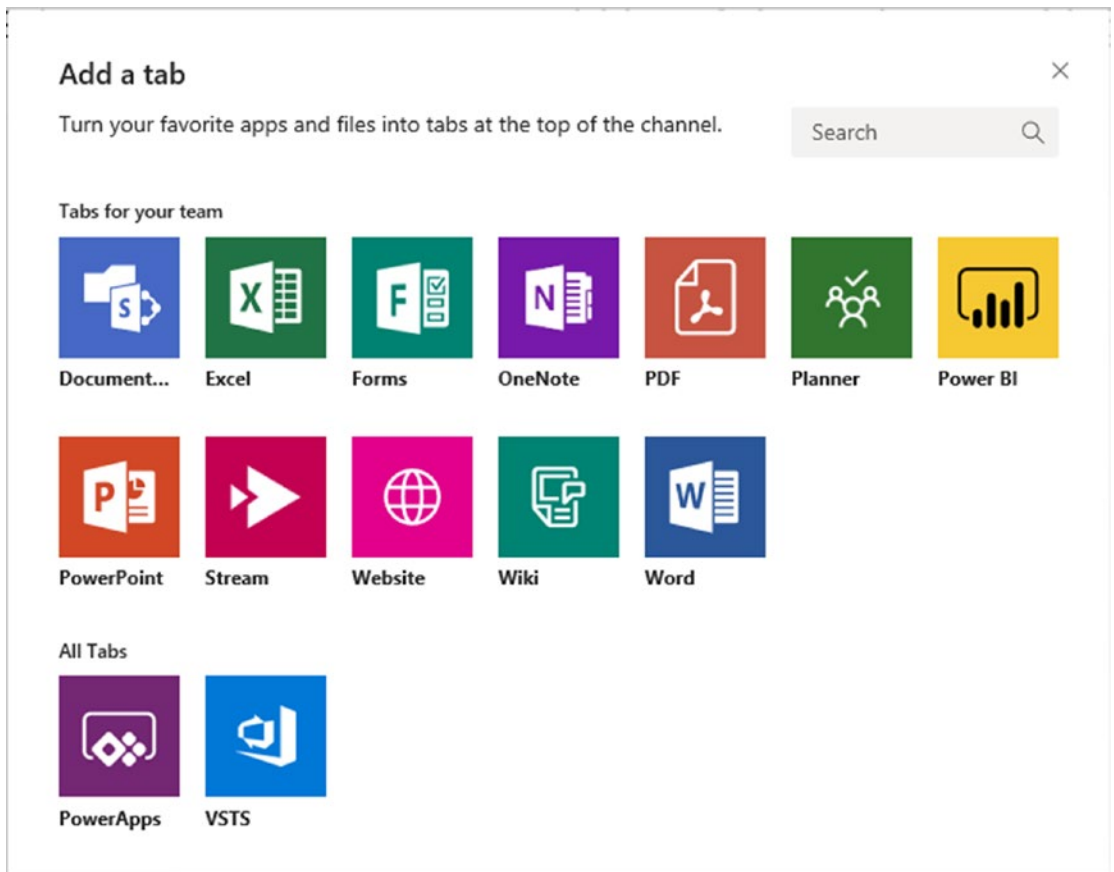 Add a tab
Turn your favorite apps and files into tabs at the top of the channel.
Search
Tabs for your team
Document... Excel Forms OneNote PDF Planner Power BI
PowerPoint Stream Website Wiki Word
All Tabs
PowerApps VSTS